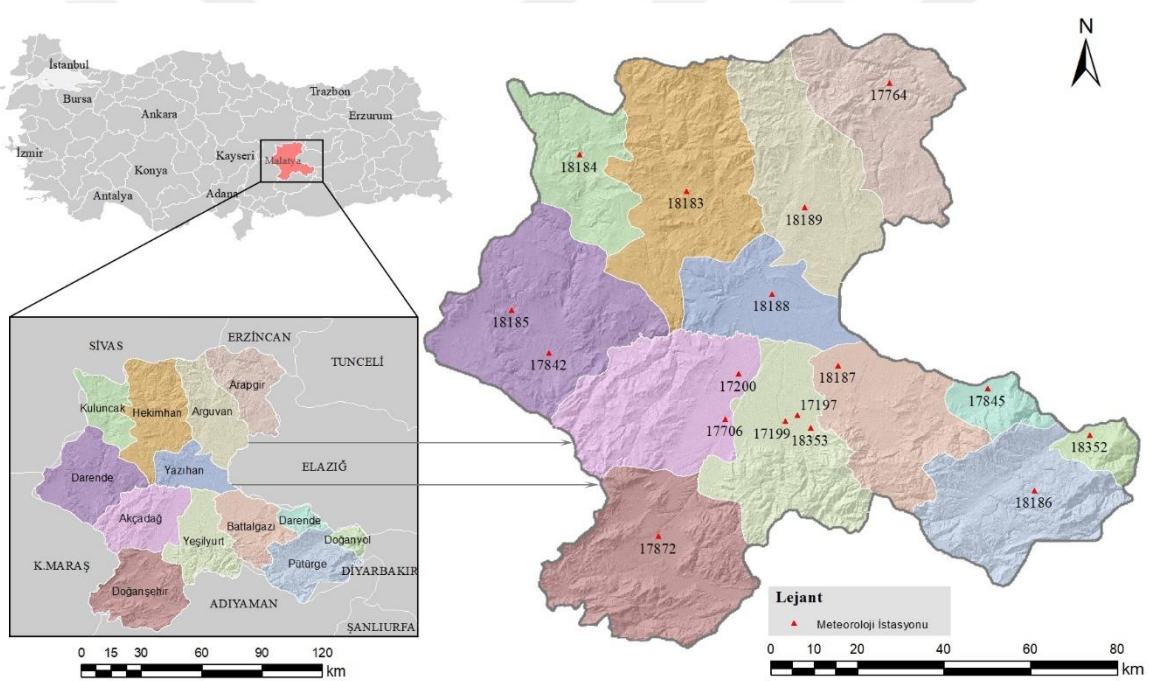 İstanbul
Bursa
Ankara
Trazbon
Erzurum
İzmir
Konya
Kayseri
Malatya
Antalya
Adana
SİVAS
ERZİNCAN
TUNCELİ
Arapgir
Kuluncak
Hekimhan
Arguvan
Darende
Yazıhan
ELAZIĞ
Akçadağ
Yeşilyurt
Battalgazi
Darende
Doğanyol
Pütürge
K.MARAŞ
DİYARBAKIR
Doğanşehir
ADIYAMAN
ŞANLIURFA
0 15 30 60 90 120
km
N
17764
18184
18183
18189
18188
18185
17842
17200
18187
17845
17197
17706
17199
18353
18352
18186
17872
Lejant
Meteoroloji İstasyonu
0 10 20 40 60 80
km